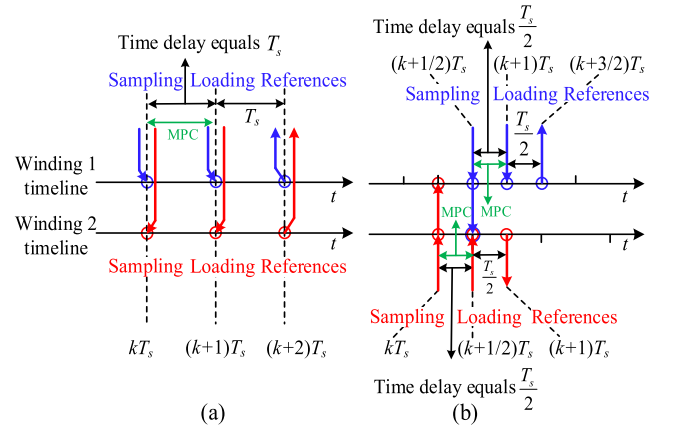 Time delay equals T_s
Sampling Loading References
T_s
MPC
Winding 1
timeline
t
Winding 2
timeline
t
Sampling Loading References
kT_s
(k+1)T_s
(k+2)T_s
(a)
Time delay equals T_s/2
(k+1/2)T_s
(k+1)T_s
(k+3/2)T_s
Sampling Loading References
T_s/2
MPC
t
MPC
t
T_s/2
Sampling Loading References
kT_s
(k+1/2)T_s
(k+1)T_s
Time delay equals T_s/2
(b)